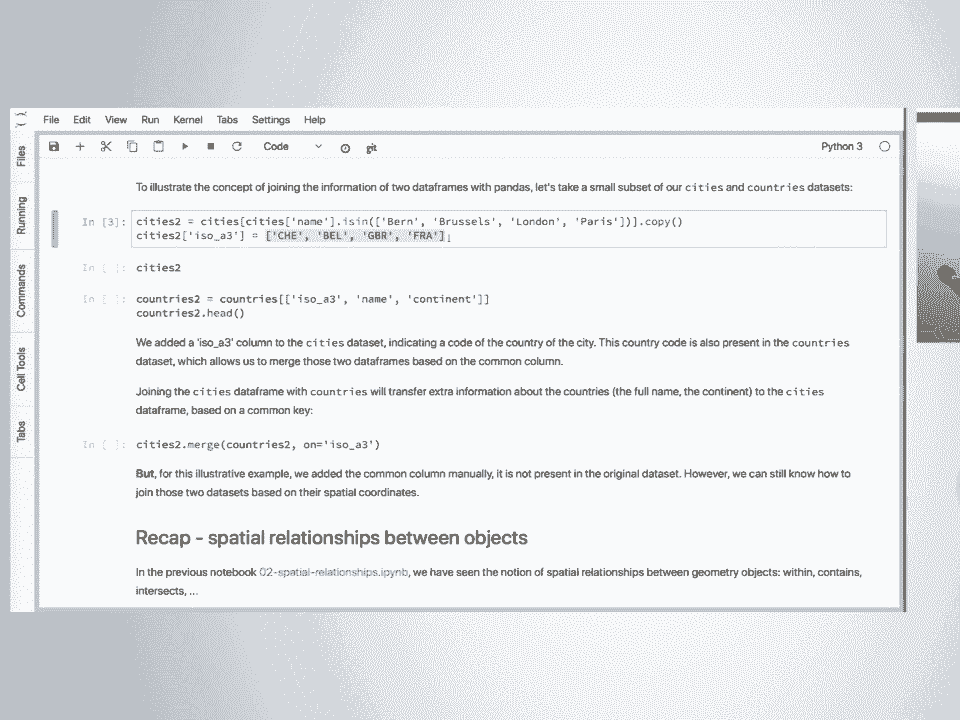 File Edit View Run Kernel Tabs Settings Help
Files
Running
Commands
Cell Tools
Tabs
Code
git
Python 3
To illustrate the concept of joining the information of two dataframes with pandas, let's take a small subset of our cities and countries datasets:
In [3]: cities2 = cities[cities['name'].isin(['Bern', 'Brussels', 'London', 'Paris'])].copy()
cities2['iso_a3'] = ['CHE', 'BEL', 'GBR', 'FRA']
In [ ]: cities2
In [ ]: countries2 = countries[['iso_a3', 'name', 'continent']]
countries2.head()
We added a 'iso_a3' column to the cities dataset, indicating a code of the country of the city. This country code is also present in the countries
dataset, which allows us to merge those two dataframes based on the common column.
Joining the cities dataframe with countries will transfer extra information about the countries (the full name, the continent) to the cities
dataframe, based on a common key:
In [ ]: cities2.merge(countries2, on='iso_a3')
But, for this illustrative example, we added the common column manually, it is not present in the original dataset. However, we can still know how to
join those two datasets based on their spatial coordinates.
Recap - spatial relationships between objects
In the previous notebook 02-spatial-relationships.ipynb, we have seen the notion of spatial relationships between geometry objects: within, contains,
intersects, ...